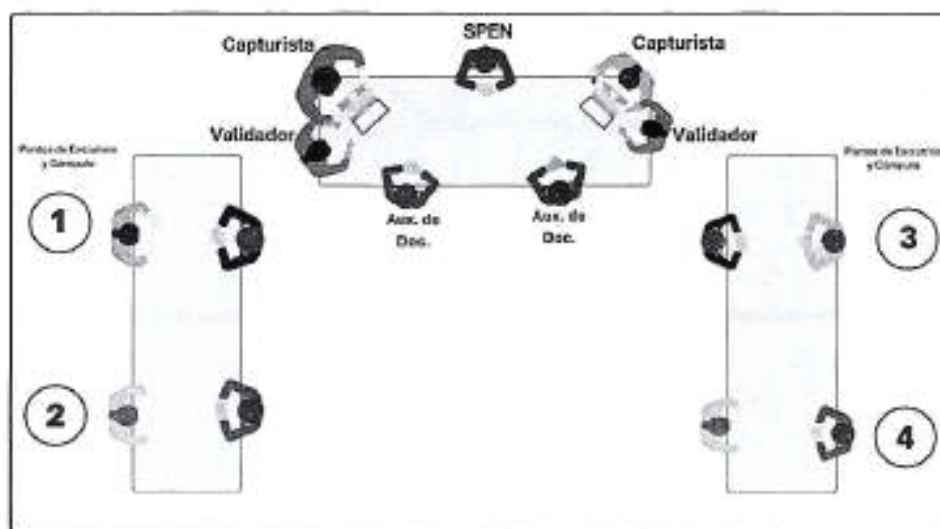 SPEN
Capturista
Capturista
Validador
Validador
Puntos de Escrutinio
y Cómputo
Puntos de Escrutinio
y Cómputo
Aux. de
Doc.
Aux. de
Doc.
1
3
2
4